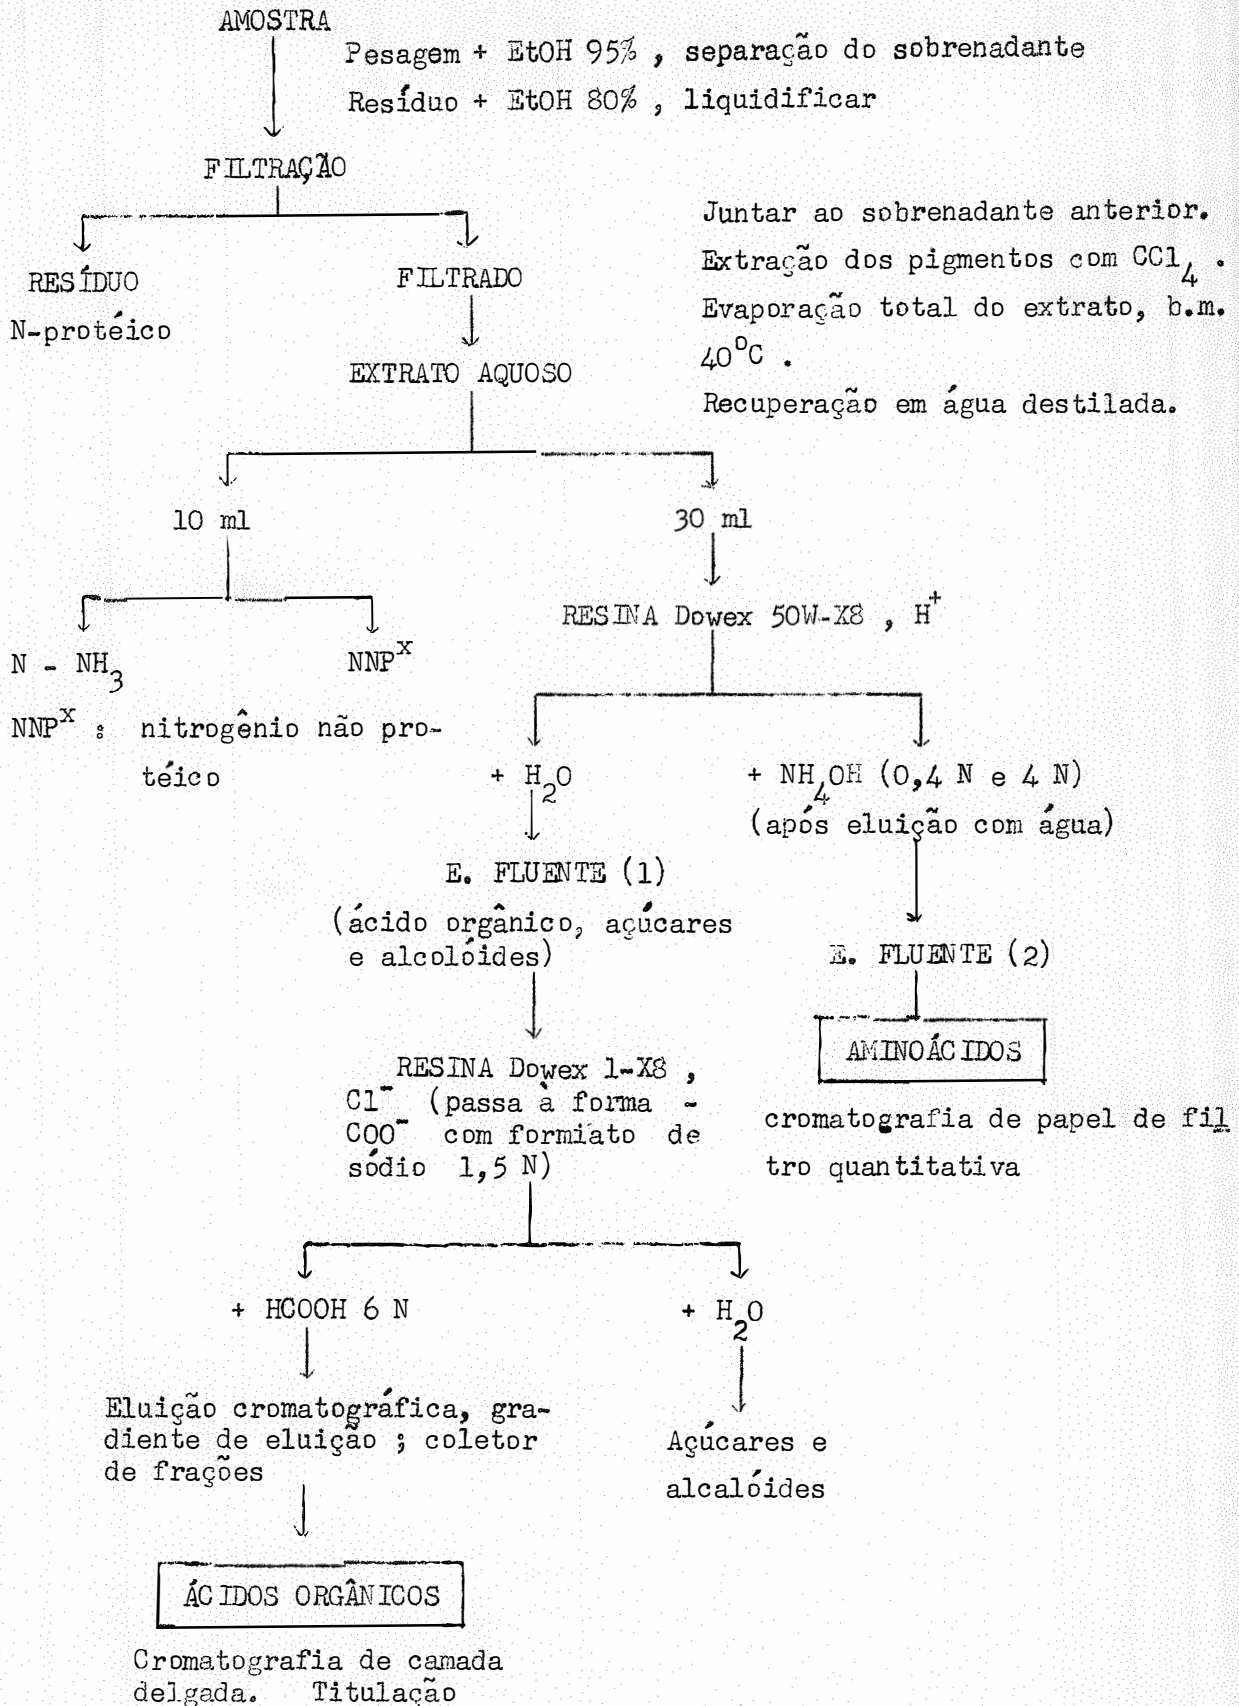 AMOSTRA
Pesagem + EtOH 95% , separação do sobrenadante
Resíduo + EtOH 80% , liquidificar
FILTRAÇÃO
RESÍDUO
N-protéico
FILTRADO
EXTRATO AQUOSO
Juntar ao sobrenadante anterior.
Extração dos pigmentos com CCl₄ .
Evaporação total do extrato, b.m.
40ºC .
Recuperação em água destilada.
10 ml
30 ml
N - NH₃
NNPˣ
NNPˣ : nitrogênio não pro-
téico
RESINA Dowex 50W-X8 , H⁺
+ H₂O
+ NH₄OH (0,4 N e 4 N)
(após eluição com água)
E. FLUENTE (1)
(ácido orgânico, açúcares
e alcolóides)
E. FLUENTE (2)
AMINOÁCIDOS
cromatografia de papel de fil
tro quantitativa
RESINA Dowex 1-X8 ,
Cl⁻ (passa à forma -
COO⁻ com formiato de
sódio 1,5 N)
+ HCOOH 6 N
+ H₂O
Eluição cromatográfica, gra-
diente de eluição ; coletor
de frações
Açúcares e
alcalóides
ÁCIDOS ORGÂNICOS
Cromatografia de camada
delgada. Titulação